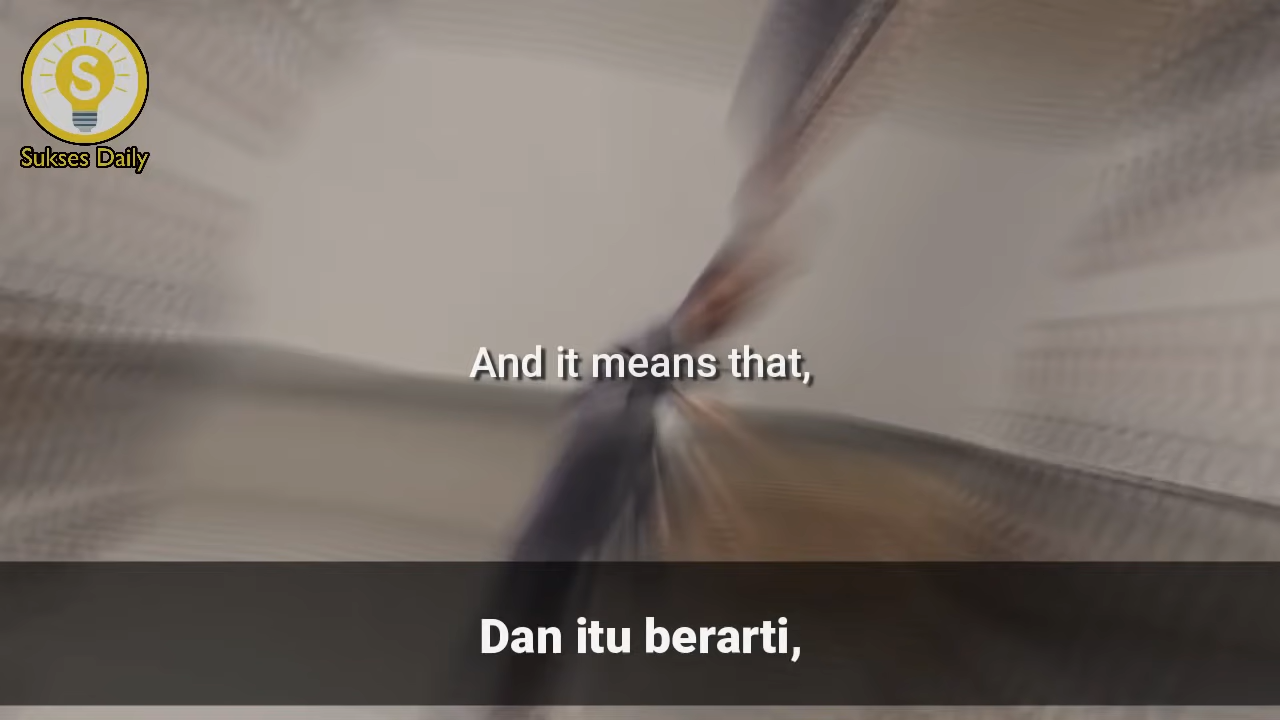 S
Sukses Daily
And it means that,
Dan itu berarti,